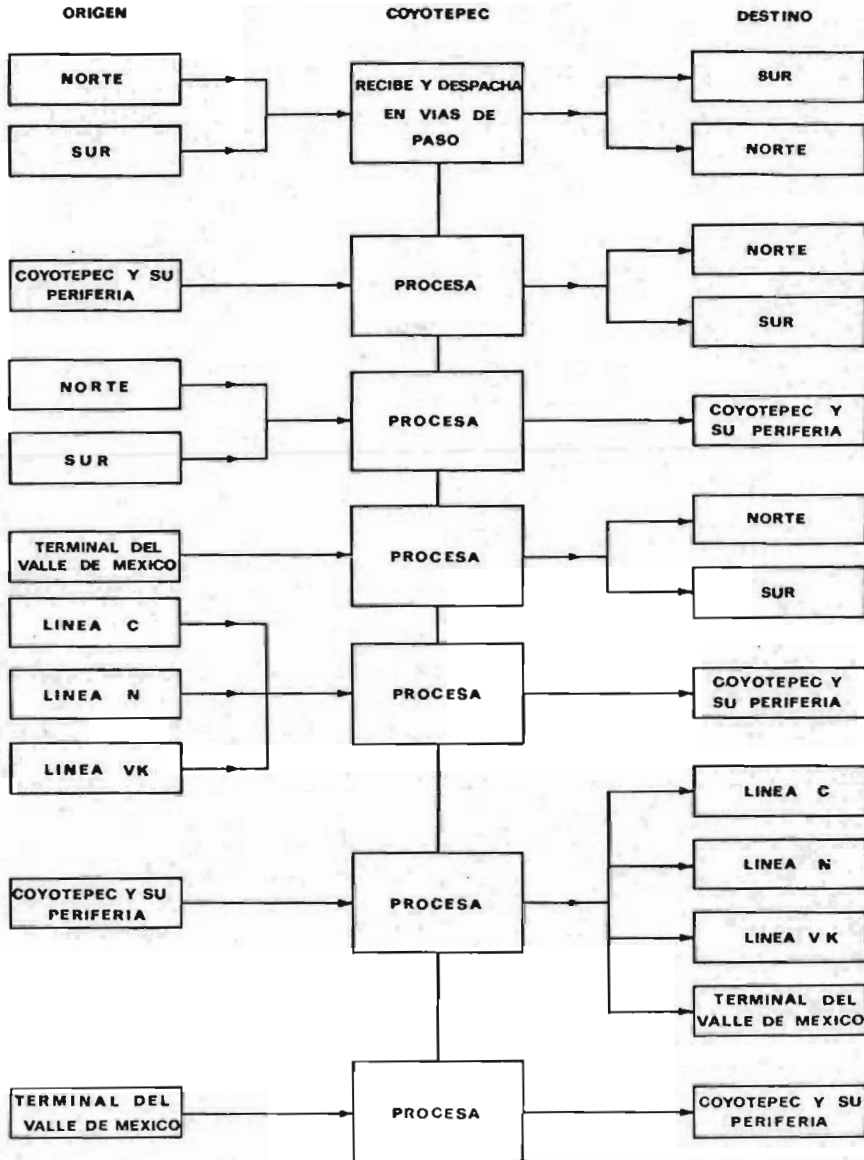 ORIGEN
COYOTEPEC
DESTINO
NORTE
SUR
RECIBE Y DESPACHA
EN VIAS DE
PASO
SUR
NORTE
COYOTEPEC Y SU
PERIFERIA
PROCESA
NORTE
SUR
NORTE
SUR
PROCESA
COYOTEPEC Y
SU PERIFERIA
TERMINAL DEL
VALLE DE MEXICO
PROCESA
NORTE
SUR
LINEA C
LINEA N
LINEA VK
PROCESA
COYOTEPEC Y
SU PERIFERIA
COYOTEPEC Y SU
PERIFERIA
PROCESA
LINEA C
LINEA N
LINEA VK
TERMINAL DEL
VALLE DE MEXICO
TERMINAL DEL
VALLE DE MEXICO
PROCESA
COYOTEPEC Y SU
PERIFERIA